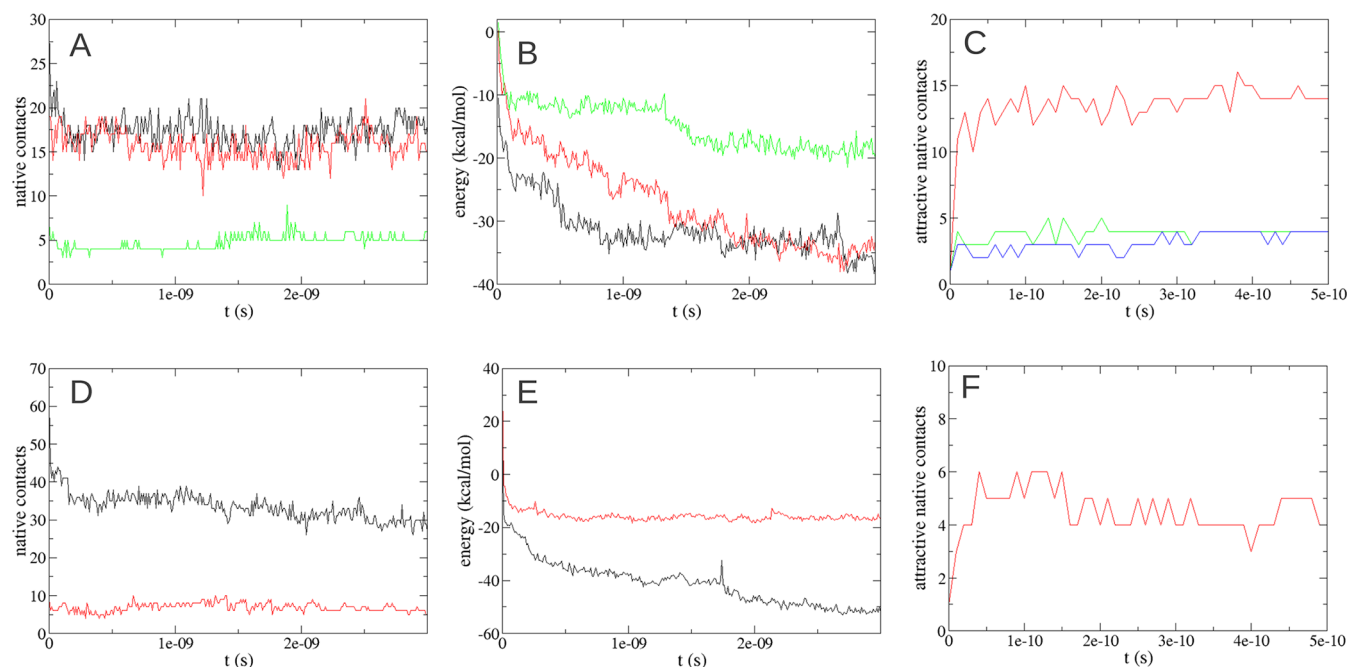 A
native contacts
30
25
20
15
10
5
0
0
1e-09
2e-09
t (s)
B
energy (kcal/mol)
0
-10
-20
-30
-40
0
1e-09
2e-09
t (s)
C
attractive native contacts
20
15
10
5
0
0
1e-10
2e-10
3e-10
4e-10
5e-10
t (s)
D
native contacts
70
60
50
40
30
20
10
0
0
1e-09
2e-09
t (s)
E
energy (kcal/mol)
40
20
0
-20
-40
-60
0
1e-09
2e-09
t (s)
F
attractive native contacts
10
8
6
4
2
0
0
1e-10
2e-10
3e-10
4e-10
5e-10
t (s)